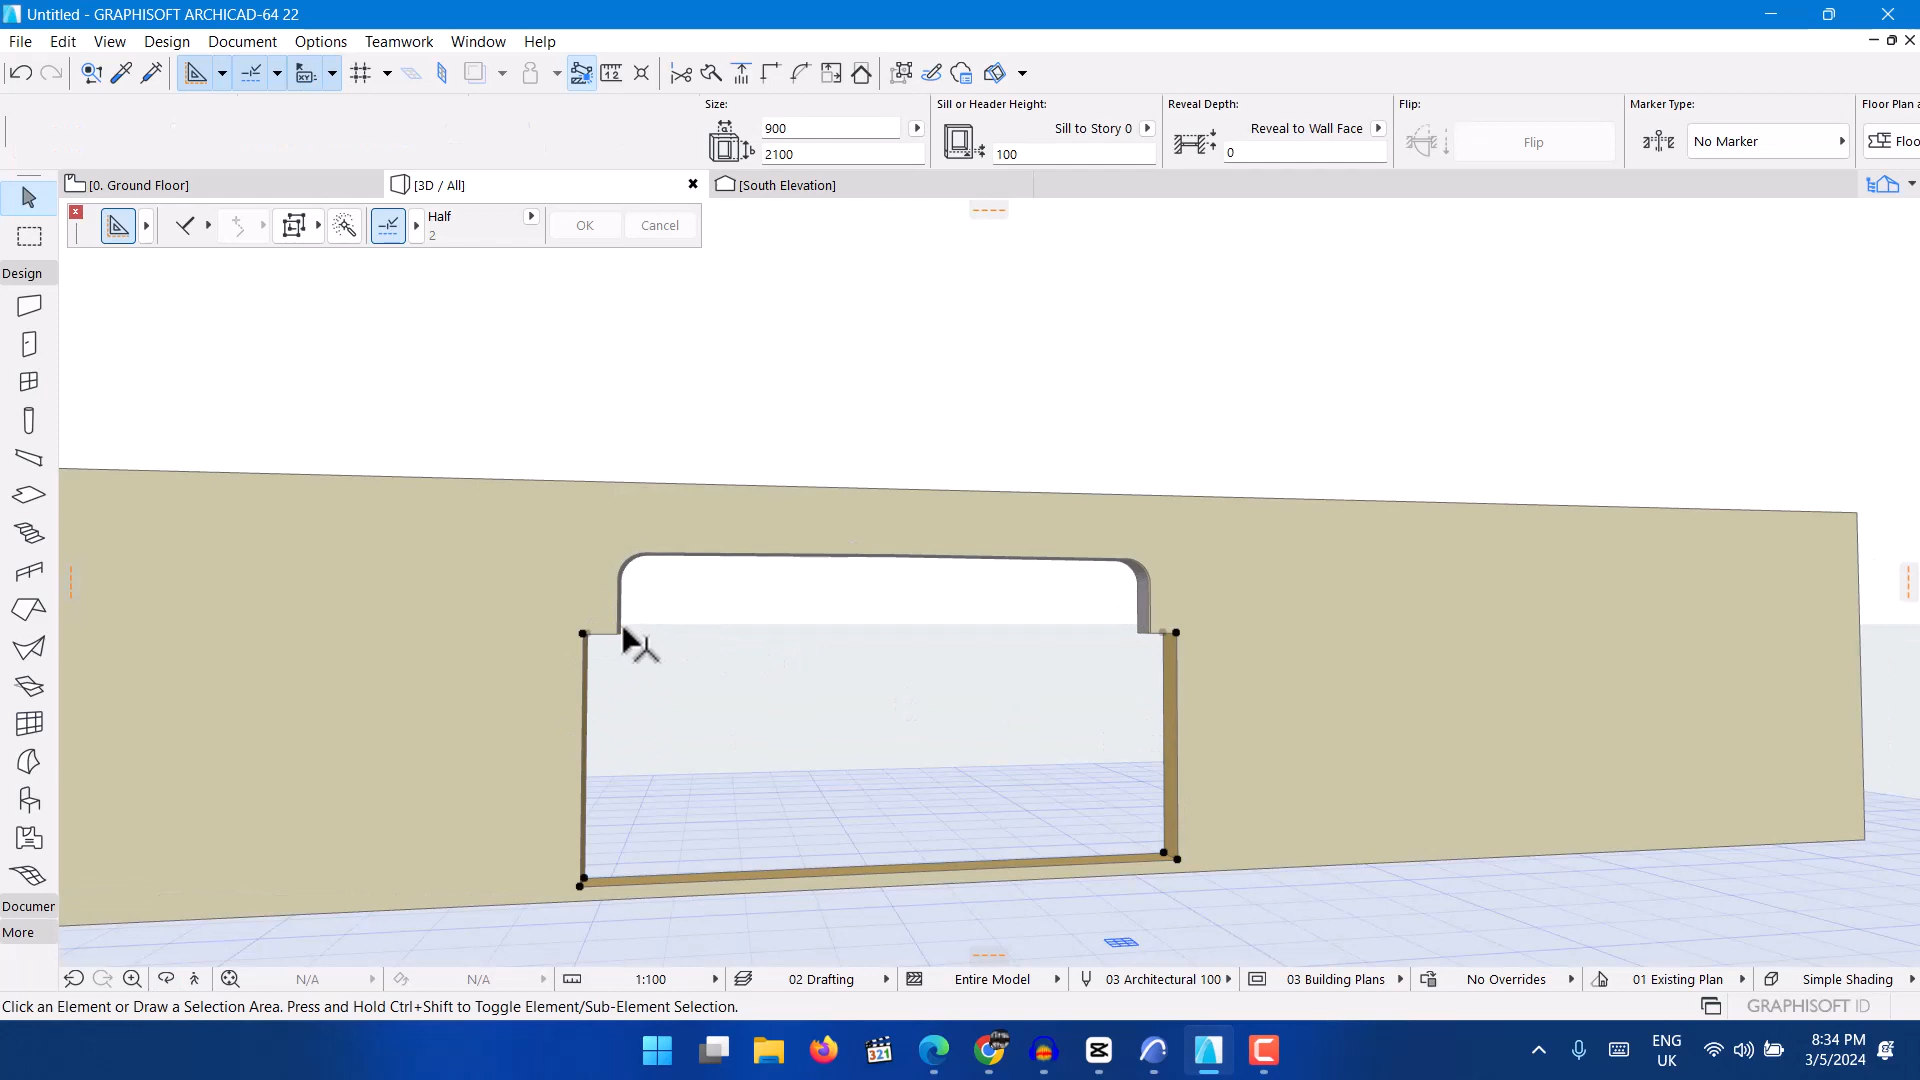 Untitled - GRAPHISOFT ARCHICAD-64 22
File Edit View Design Document Options Teamwork Window Help
Size:
900
2100
Sill or Header Height:
Sill to Story 0
100
Reveal Depth:
Reveal to Wall Face
0
Flip:
Flip
Marker Type:
No Marker
Floor Plan a
Floo
[0. Ground Floor]
[3D / All]
[South Elevation]
Half
2
OK
Cancel
Design
Documen
More
N/A
N/A
1:100
02 Drafting
Entire Model
03 Architectural 100
03 Building Plans
No Overrides
01 Existing Plan
Simple Shading
Click an Element or Draw a Selection Area. Press and Hold Ctrl+Shift to Toggle Element/Sub-Element Selection.
GRAPHISOFT ID
321
ENG
UK
8:34 PM
3/5/2024